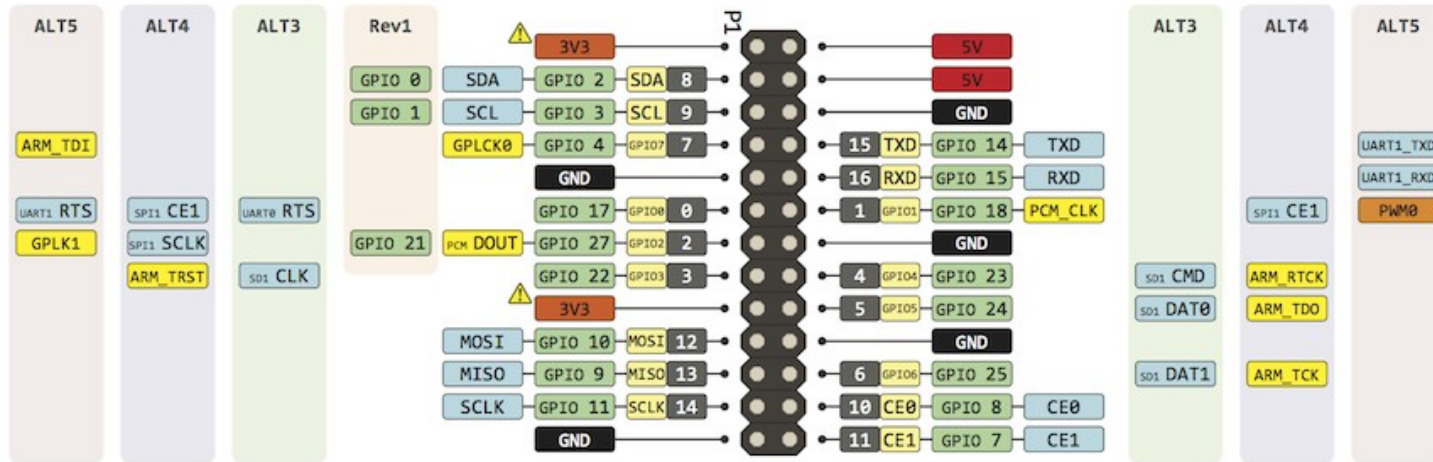 ALT5 ALT4 ALT3 Rev1 P1 ALT3 ALT4 ALT5
3V3 5V
GPIO 0 SDA GPIO 2 SDA 8 5V
GPIO 1 SCL GPIO 3 SCL 9 GND
ARM_TDI GPLCK0 GPIO 4 GPIO7 7 15 TXD GPIO 14 TXD UART1_TXD
GND 16 RXD GPIO 15 RXD UART1_RXD
UART1 RTS SPI1 CE1 UART0 RTS GPIO 17 GPIO0 0 1 GPIO1 GPIO 18 PCM_CLK SPI1 CE1 PWM0
GPLK1 SPI1 SCLK GPIO 21 PCM DOUT GPIO 27 GPIO2 2 GND
ARM_TRST SD1 CLK GPIO 22 GPIO3 3 4 GPIO4 GPIO 23 SD1 CMD ARM_RTCK
3V3 5 GPIO5 GPIO 24 SD1 DAT0 ARM_TDO
MOSI GPIO 10 MOSI 12 GND
MISO GPIO 9 MISO 13 6 GPIO6 GPIO 25 SD1 DAT1 ARM_TCK
SCLK GPIO 11 SCLK 14 10 CE0 GPIO 8 CE0
GND 11 CE1 GPIO 7 CE1